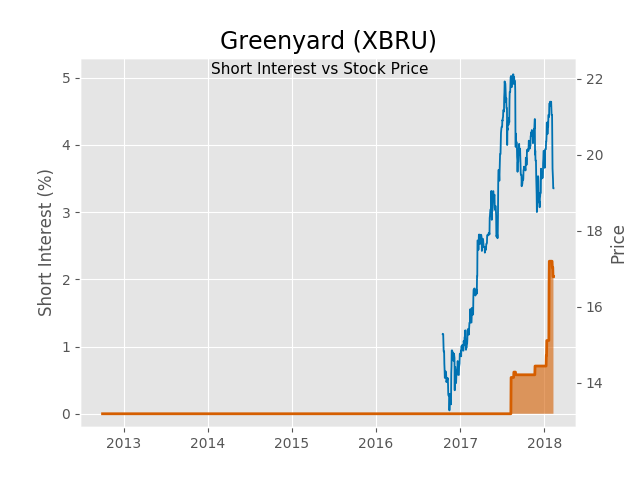 Greenyard (XBRU)
Short Interest vs Stock Price
Short Interest (%)
5
4
3
2
1
0
22
20
18
16
14
Price
2013 2014 2015 2016 2017 2018